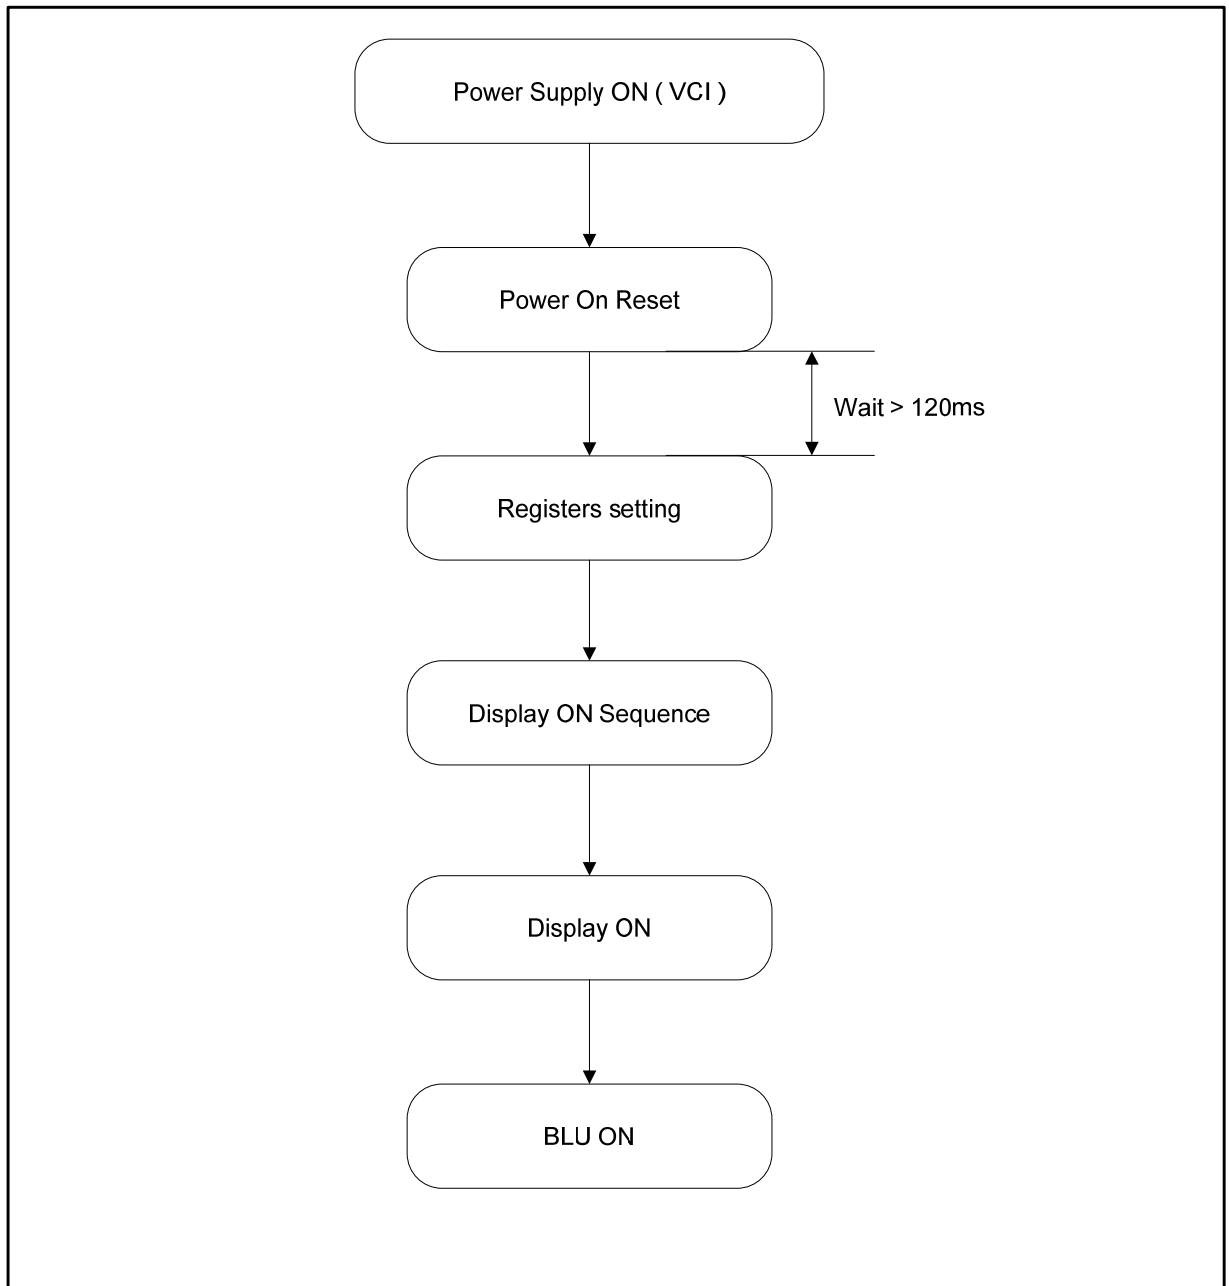 Power Supply ON ( VCI )
Power On Reset
Wait > 120ms
Registers setting
Display ON Sequence
Display ON
BLU ON